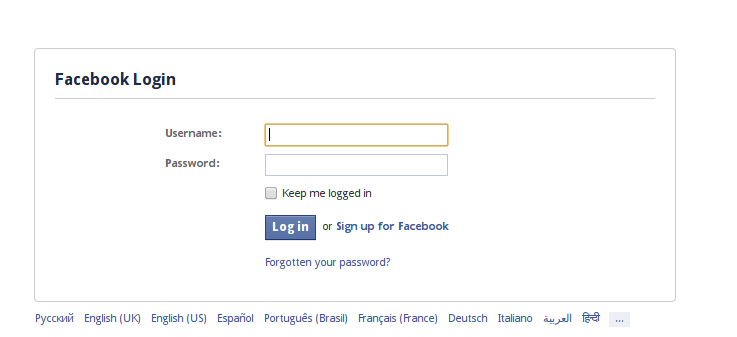 Facebook Login
Username:
Password:
Keep me logged in
Log in or Sign up for Facebook
Forgotten your password?
Русский English (UK) English (US) Español Português (Brasil) Français (France) Deutsch Italiano العربية हिन्दी ...